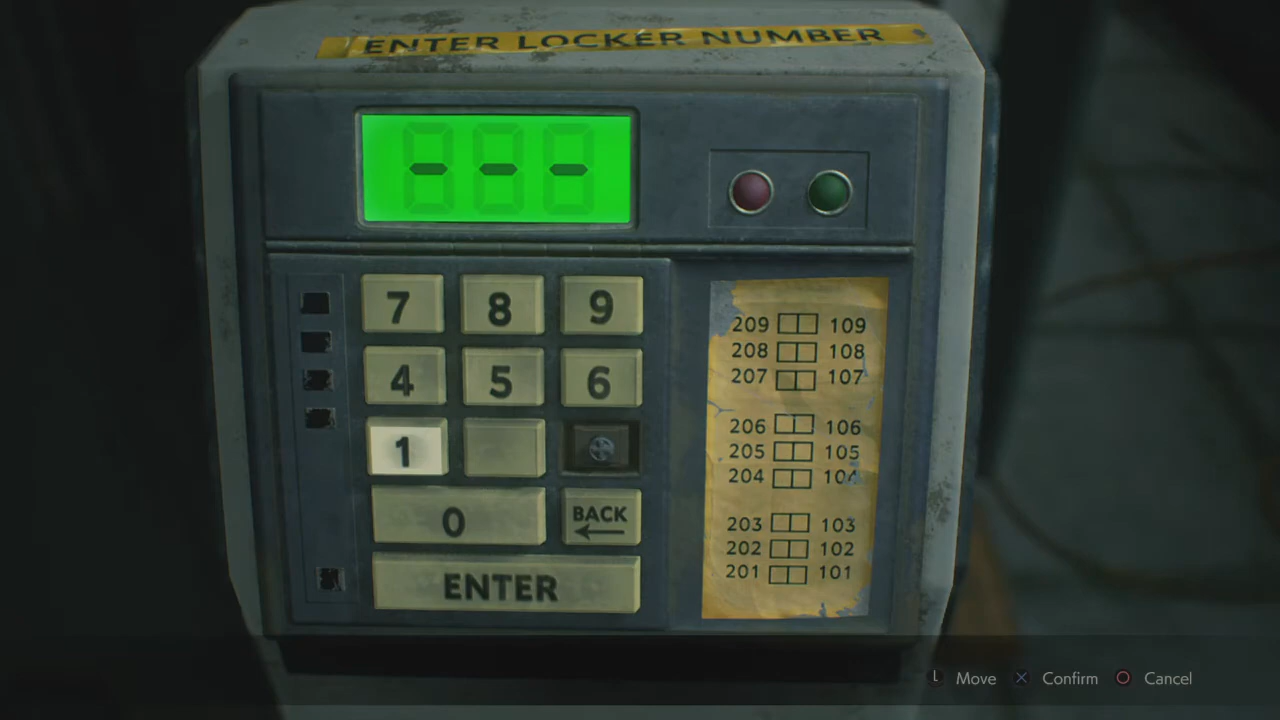 ENTER LOCKER NUMBER
- - -
7 8 9
4 5 6
1
0 BACK
ENTER
209 109
208 108
207 107
206 106
205 105
204 104
203 103
202 102
201 101
L Move X Confirm O Cancel